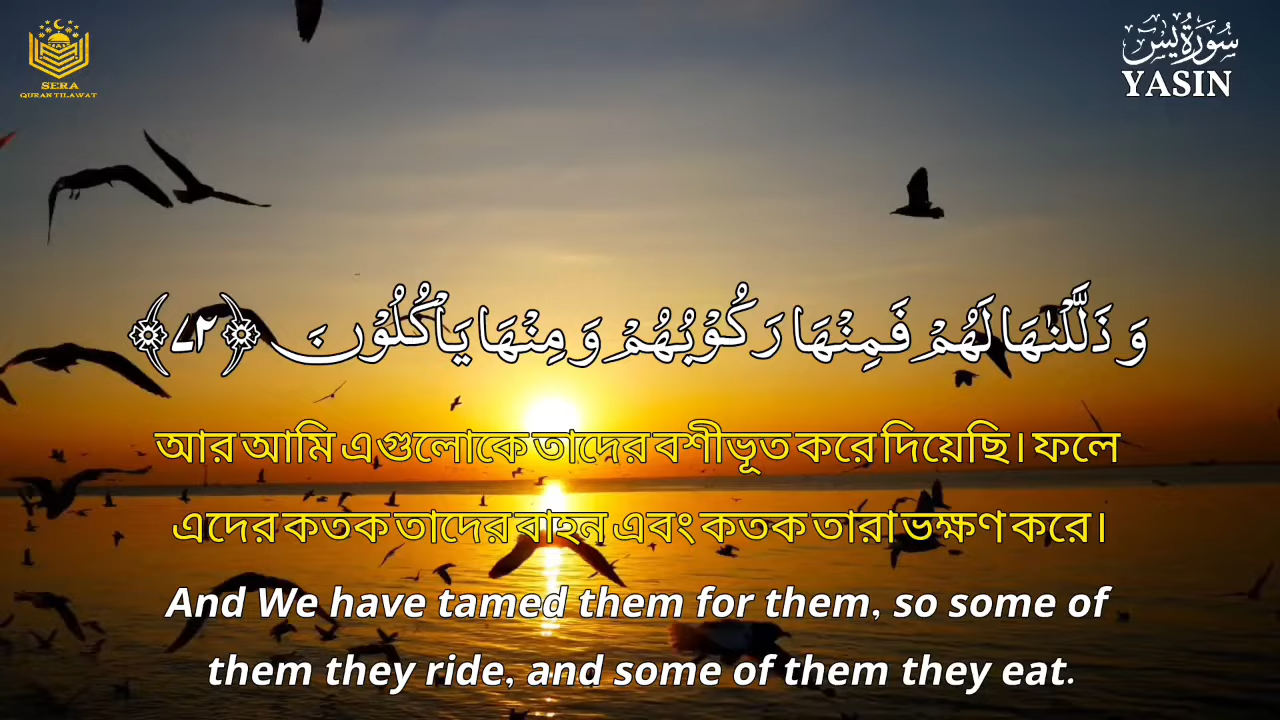 SERA
QURAN TILAWAT
سُورَةُ يٰسٓ
YASIN
وَ ذَلَّلْنٰهَا لَهُمْ فَمِنْهَا رَكُوْبُهُمْ وَ مِنْهَا يَاْكُلُوْنَ ﴿۷۲﴾
আর আমি এগুলোকে তাদের বশীভূত করে দিয়েছি। ফলে
এদের কতক তাদের বাহন এবং কতক তারা ভক্ষণ করে।
And We have tamed them for them, so some of
them they ride, and some of them they eat.